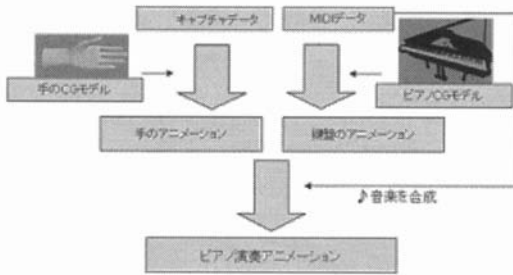 キャプチャデータ
MIDIデータ
手のCGモデル
ピアノCGモデル
手のアニメーション
鍵盤のアニメーション
♪音楽を合成
ピアノ演奏アニメーション